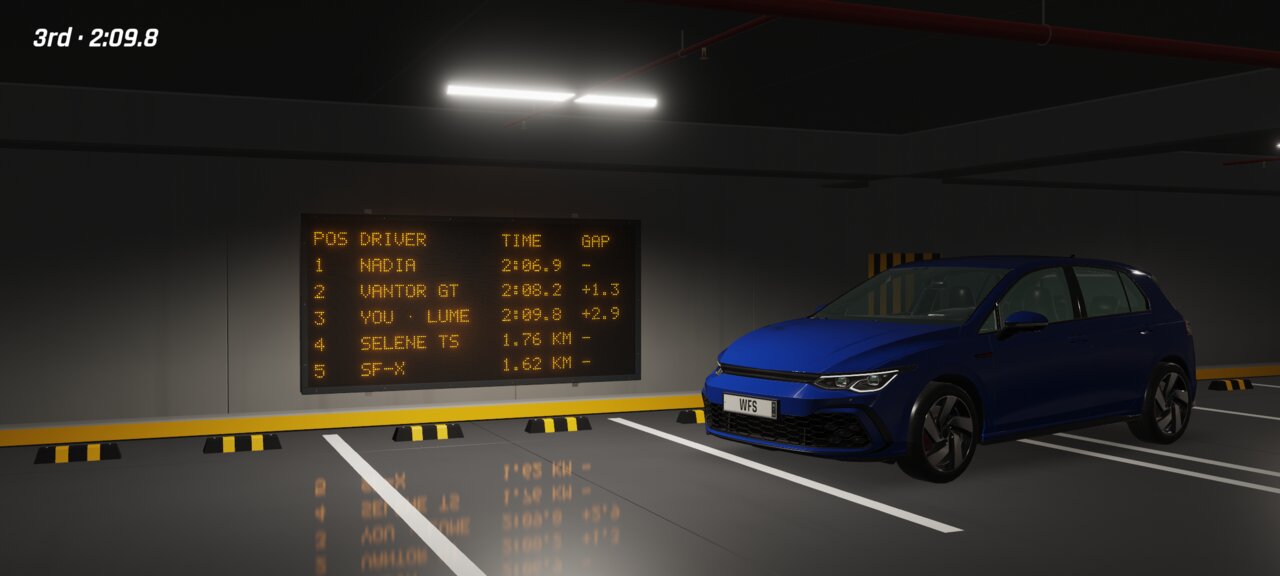 3rd · 2:09.8
POS DRIVER TIME GAP
1 NADIA 2:06.9 -
2 VANTOR GT 2:08.2 +1.3
3 YOU · LUME 2:09.8 +2.9
4 SELENE TS 1.76 KM -
5 SF-X 1.62 KM -
WFS